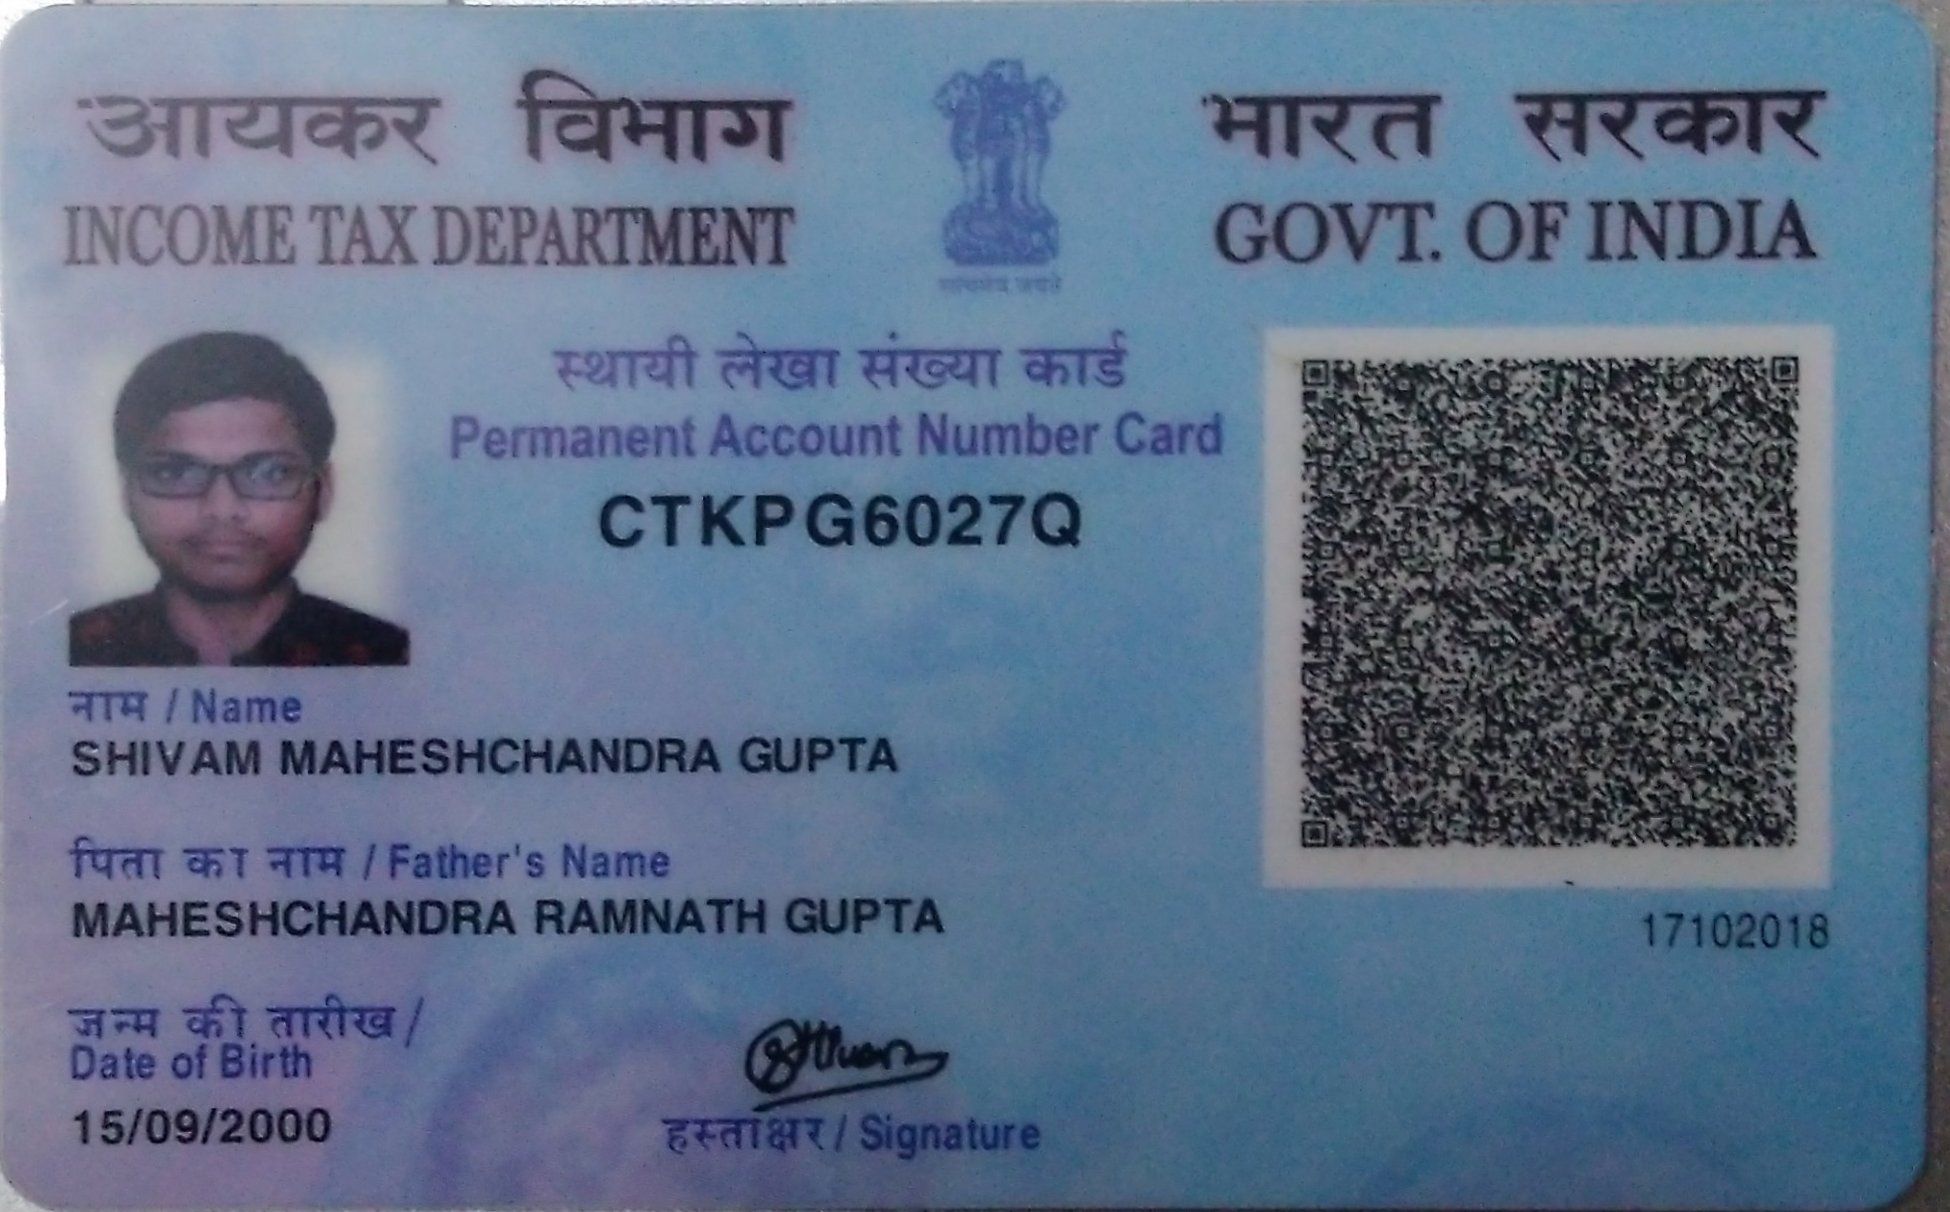 आयकर विभाग
INCOME TAX DEPARTMENT
भारत सरकार
GOVT. OF INDIA
सत्यमेव जयते
स्थायी लेखा संख्या कार्ड
Permanent Account Number Card
CTKPG6027Q
नाम / Name
SHIVAM MAHESHCHANDRA GUPTA
पिता का नाम / Father's Name
MAHESHCHANDRA RAMNATH GUPTA
17102018
जन्म की तारीख /
Date of Birth
15/09/2000
हस्ताक्षर / Signature